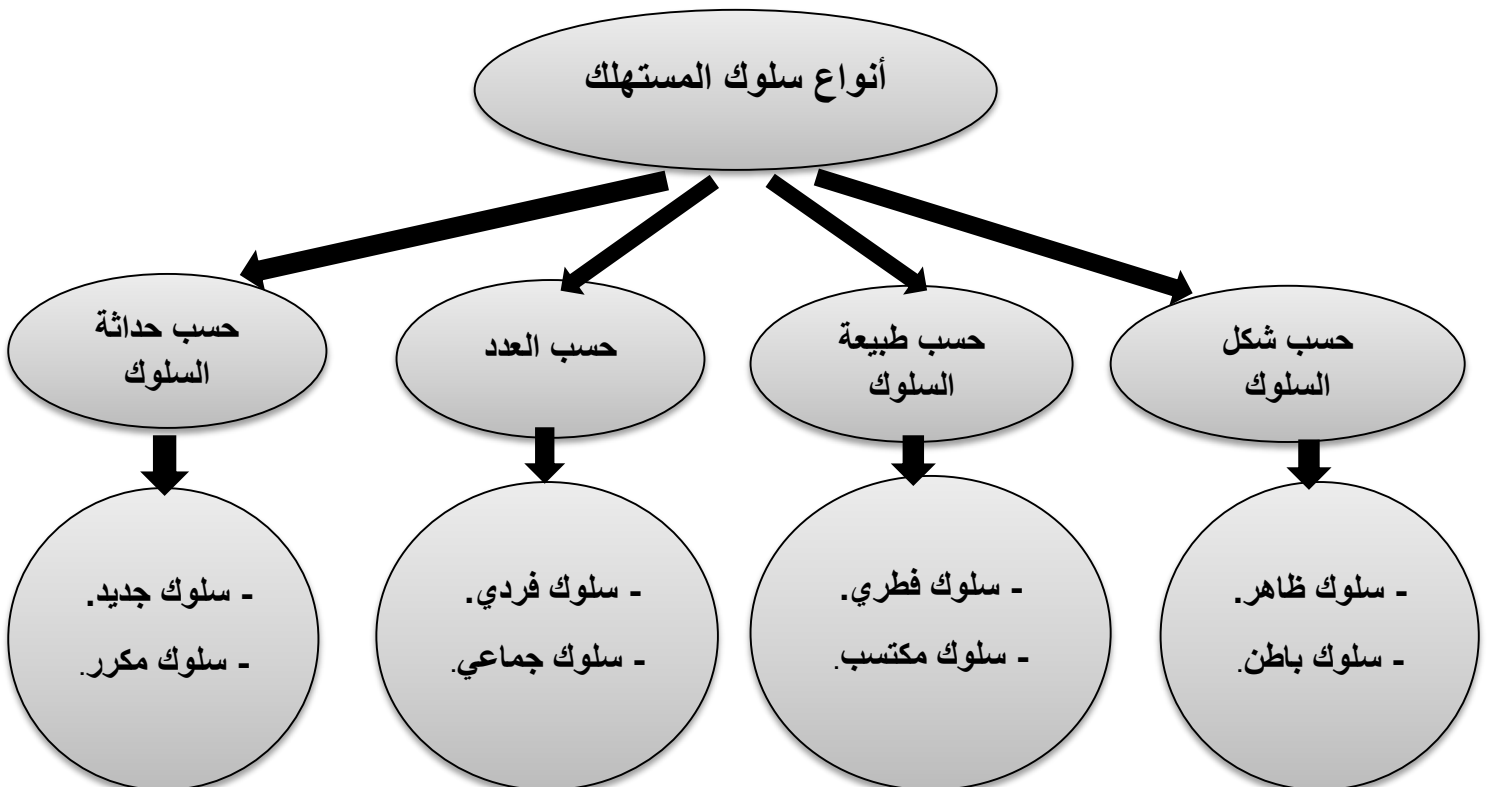 أنواع سلوك المستهلك
حسب شكل
السلوك
حسب طبيعة
السلوك
حسب العدد
حسب حداثة
السلوك
- سلوك ظاهر.
- سلوك باطن.
- سلوك فطري.
- سلوك مكتسب.
- سلوك فردي.
- سلوك جماعي.
- سلوك جديد.
- سلوك مكرر.